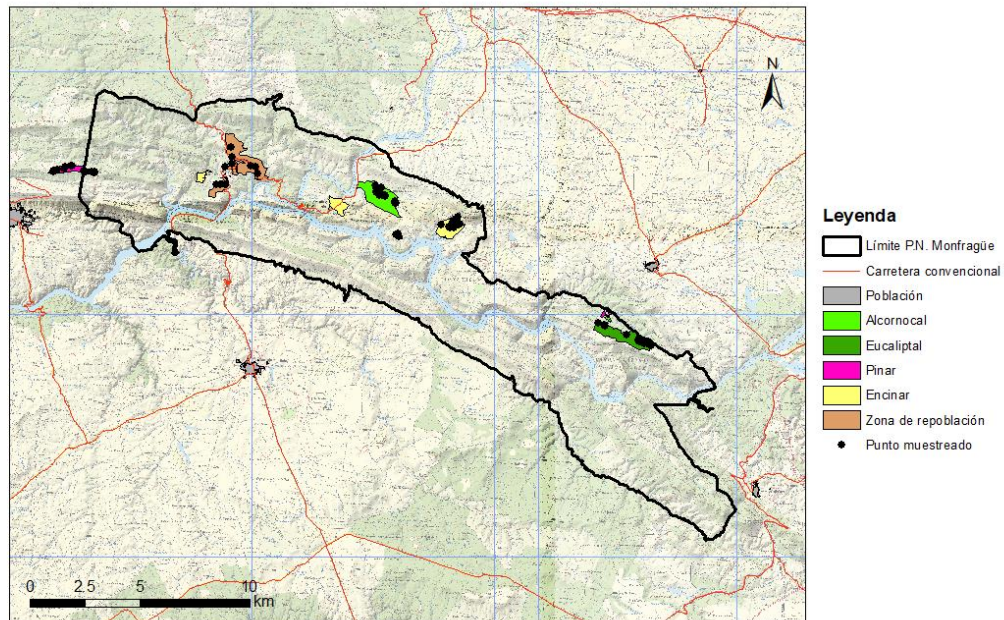 N
Leyenda
Límite P.N. Monfragüe
Carretera convencional
Población
Alcornocal
Eucaliptal
Pinar
Encinar
Zona de repoblación
Punto muestreado
0 2.5 5 10
km